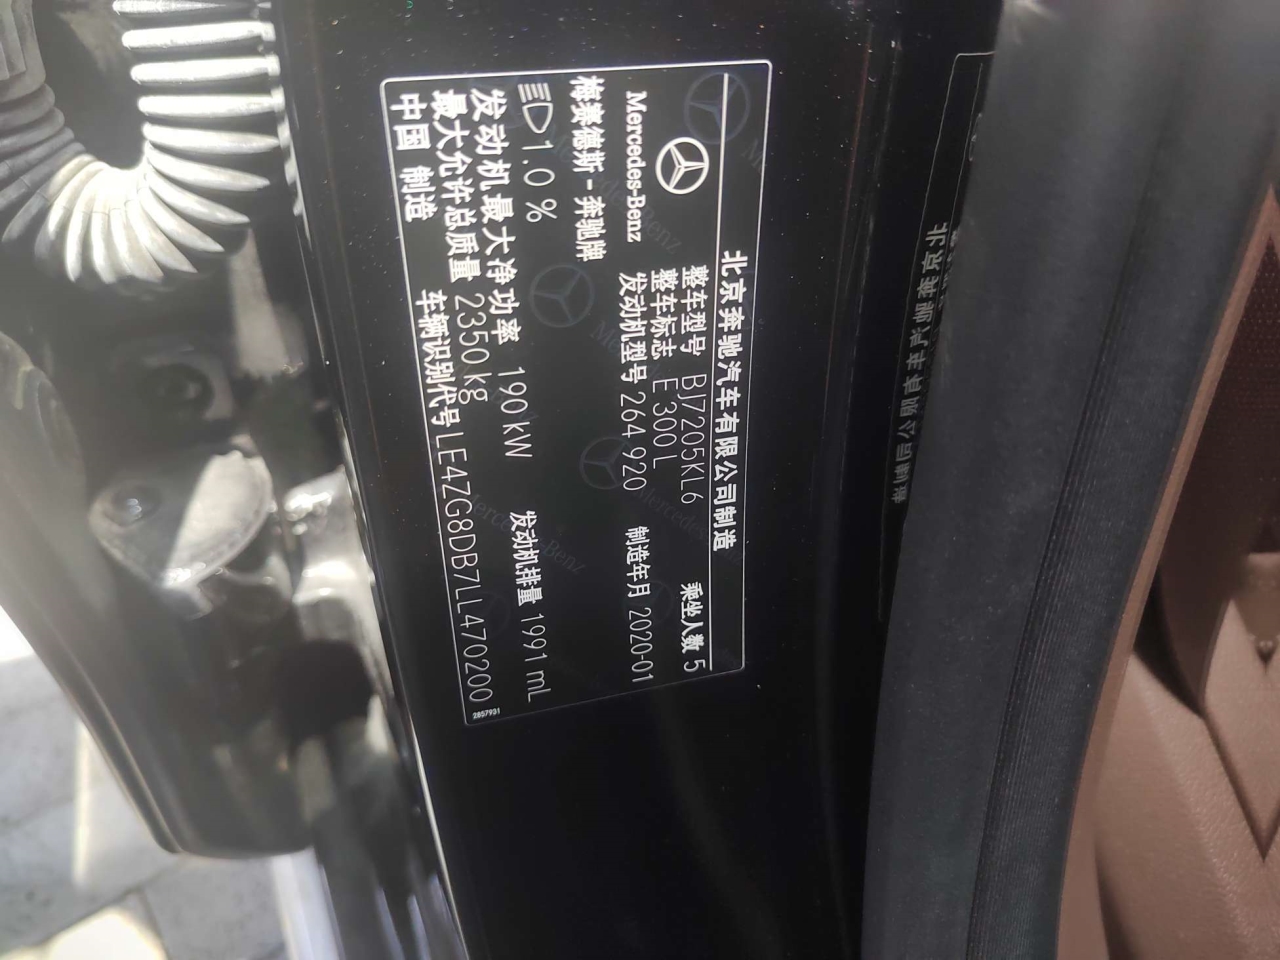 北京奔驰汽车有限公司制造
Mercedes-Benz
整车型号 BJ7205KL6 乘坐人数 5
整车标志 E 300 L
发动机型号 264 920 制造年月 2020-01
梅赛德斯-奔驰牌
1.0 %
发动机最大净功率 190 kW 发动机排量 1991 mL
最大允许总质量 2350 kg
中国 制造 车辆识别代号 LE4ZG8DB7LL470200
2857931